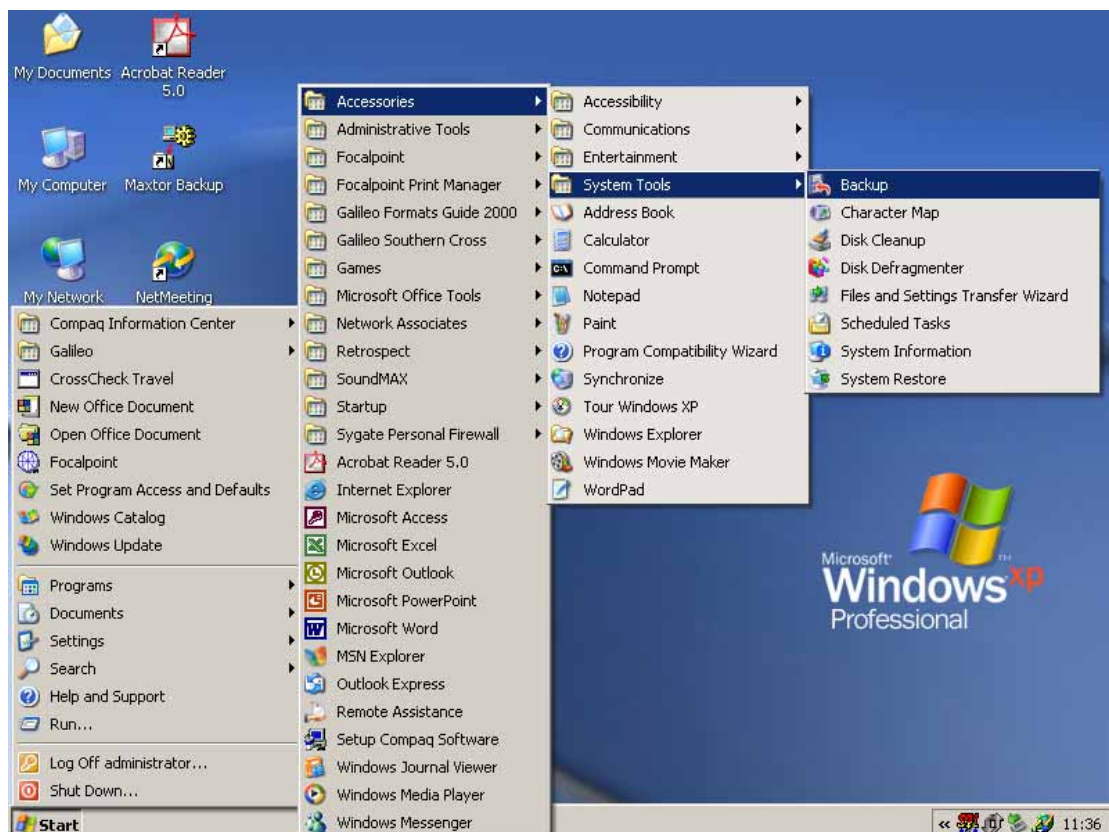 My Documents
Acrobat Reader
5.0
My Computer
Maxtor Backup
My Network
NetMeeting
Compaq Information Center
Galileo
CrossCheck Travel
New Office Document
Open Office Document
Focalpoint
Set Program Access and Defaults
Windows Catalog
Windows Update
Programs
Documents
Settings
Search
Help and Support
Run...
Log Off administrator...
Shut Down...
Start
Accessories
Administrative Tools
Focalpoint
Focalpoint Print Manager
Galileo Formats Guide 2000
Galileo Southern Cross
Games
Microsoft Office Tools
Network Associates
Retrospect
SoundMAX
Startup
Sygate Personal Firewall
Acrobat Reader 5.0
Internet Explorer
Microsoft Access
Microsoft Excel
Microsoft Outlook
Microsoft PowerPoint
Microsoft Word
MSN Explorer
Outlook Express
Remote Assistance
Setup Compaq Software
Windows Journal Viewer
Windows Media Player
Windows Messenger
Accessibility
Communications
Entertainment
System Tools
Address Book
Calculator
Command Prompt
Notepad
Paint
Program Compatibility Wizard
Synchronize
Tour Windows XP
Windows Explorer
Windows Movie Maker
WordPad
Backup
Character Map
Disk Cleanup
Disk Defragmenter
Files and Settings Transfer Wizard
Scheduled Tasks
System Information
System Restore
Microsoft
Windows xp
Professional
« 11:36